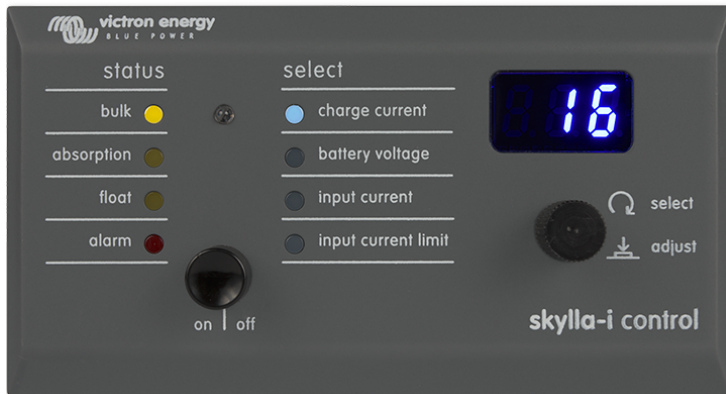 victron energy
BLUE POWER
status
bulk
absorption
float
alarm
on | off
select
charge current
battery voltage
input current
input current limit
16
select
adjust
skylla-i control